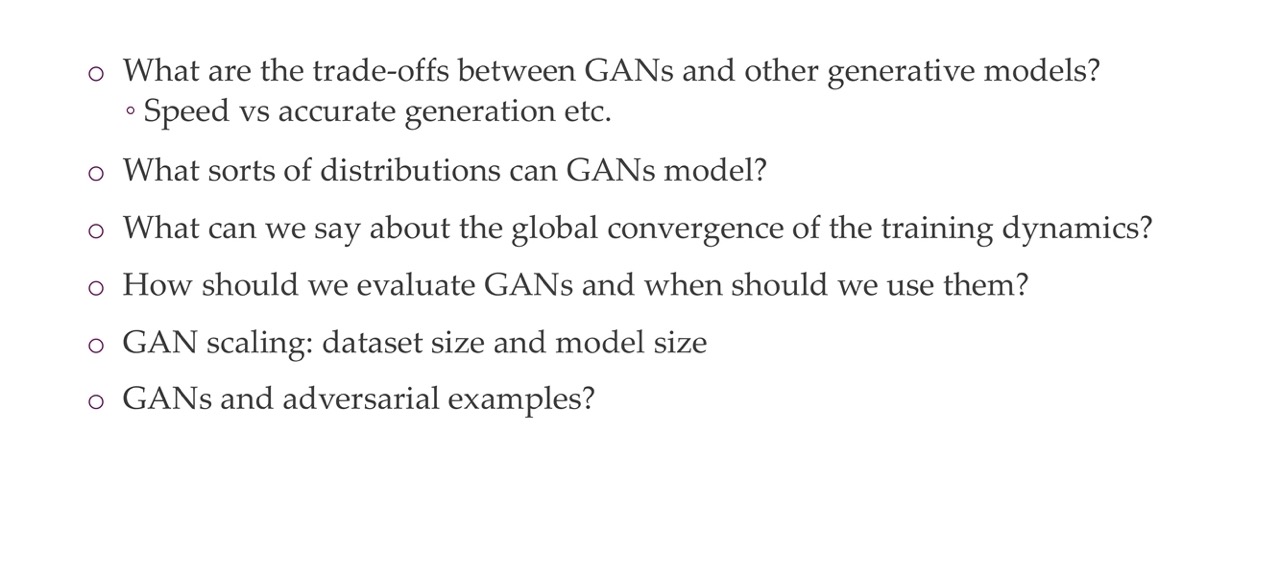 What are the trade-offs between GANs and other generative models?
Speed vs accurate generation etc.
What sorts of distributions can GANs model?
What can we say about the global convergence of the training dynamics?
How should we evaluate GANs and when should we use them?
GAN scaling: dataset size and model size
GANs and adversarial examples?